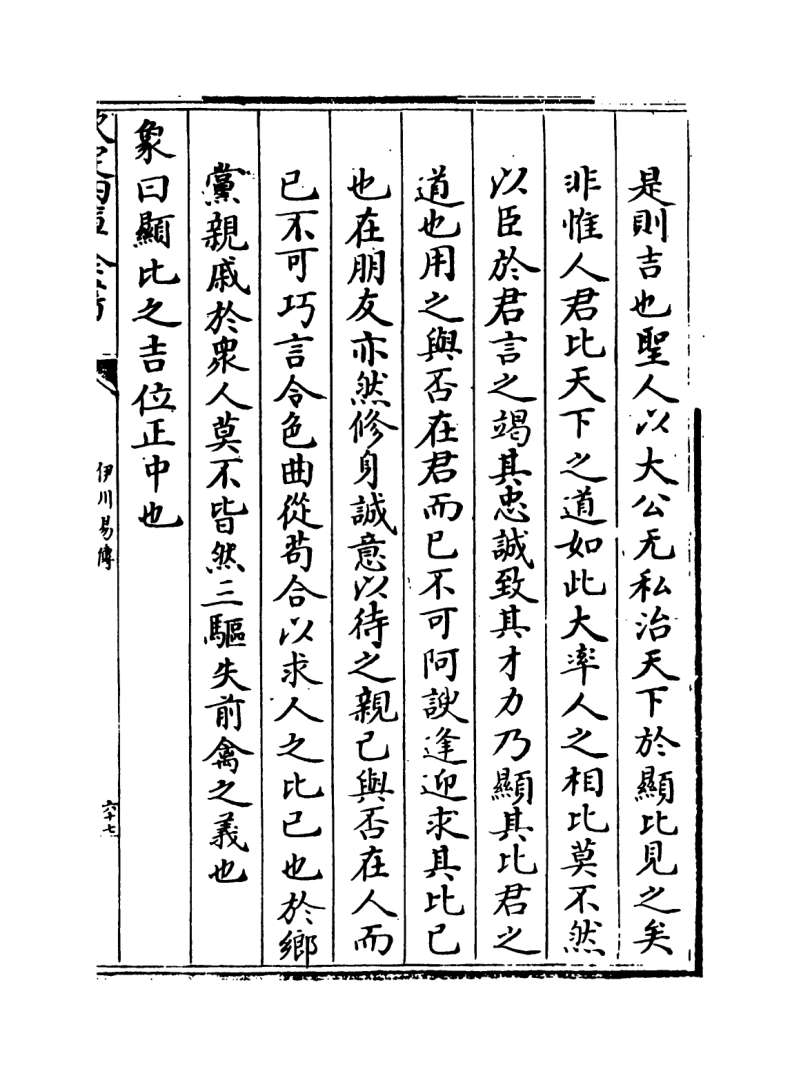 是則吉也聖人以大公无私治天下於顯比見之矣
非惟人君比天下之道如此大率人之相比莫不然
以臣於君言之竭其忠誠致其才力乃顯其比君之
道也用之與否在君而已不可阿諛逢迎求其比已
也在朋友亦然修身誠意以待之親已與否在人而
已不可巧言令色曲從茍合以求人之比已也於鄉
黨親戚於衆人莫不皆然三驅失前禽之義也
象曰顯比之吉位正中也
伊川易傳
六十七